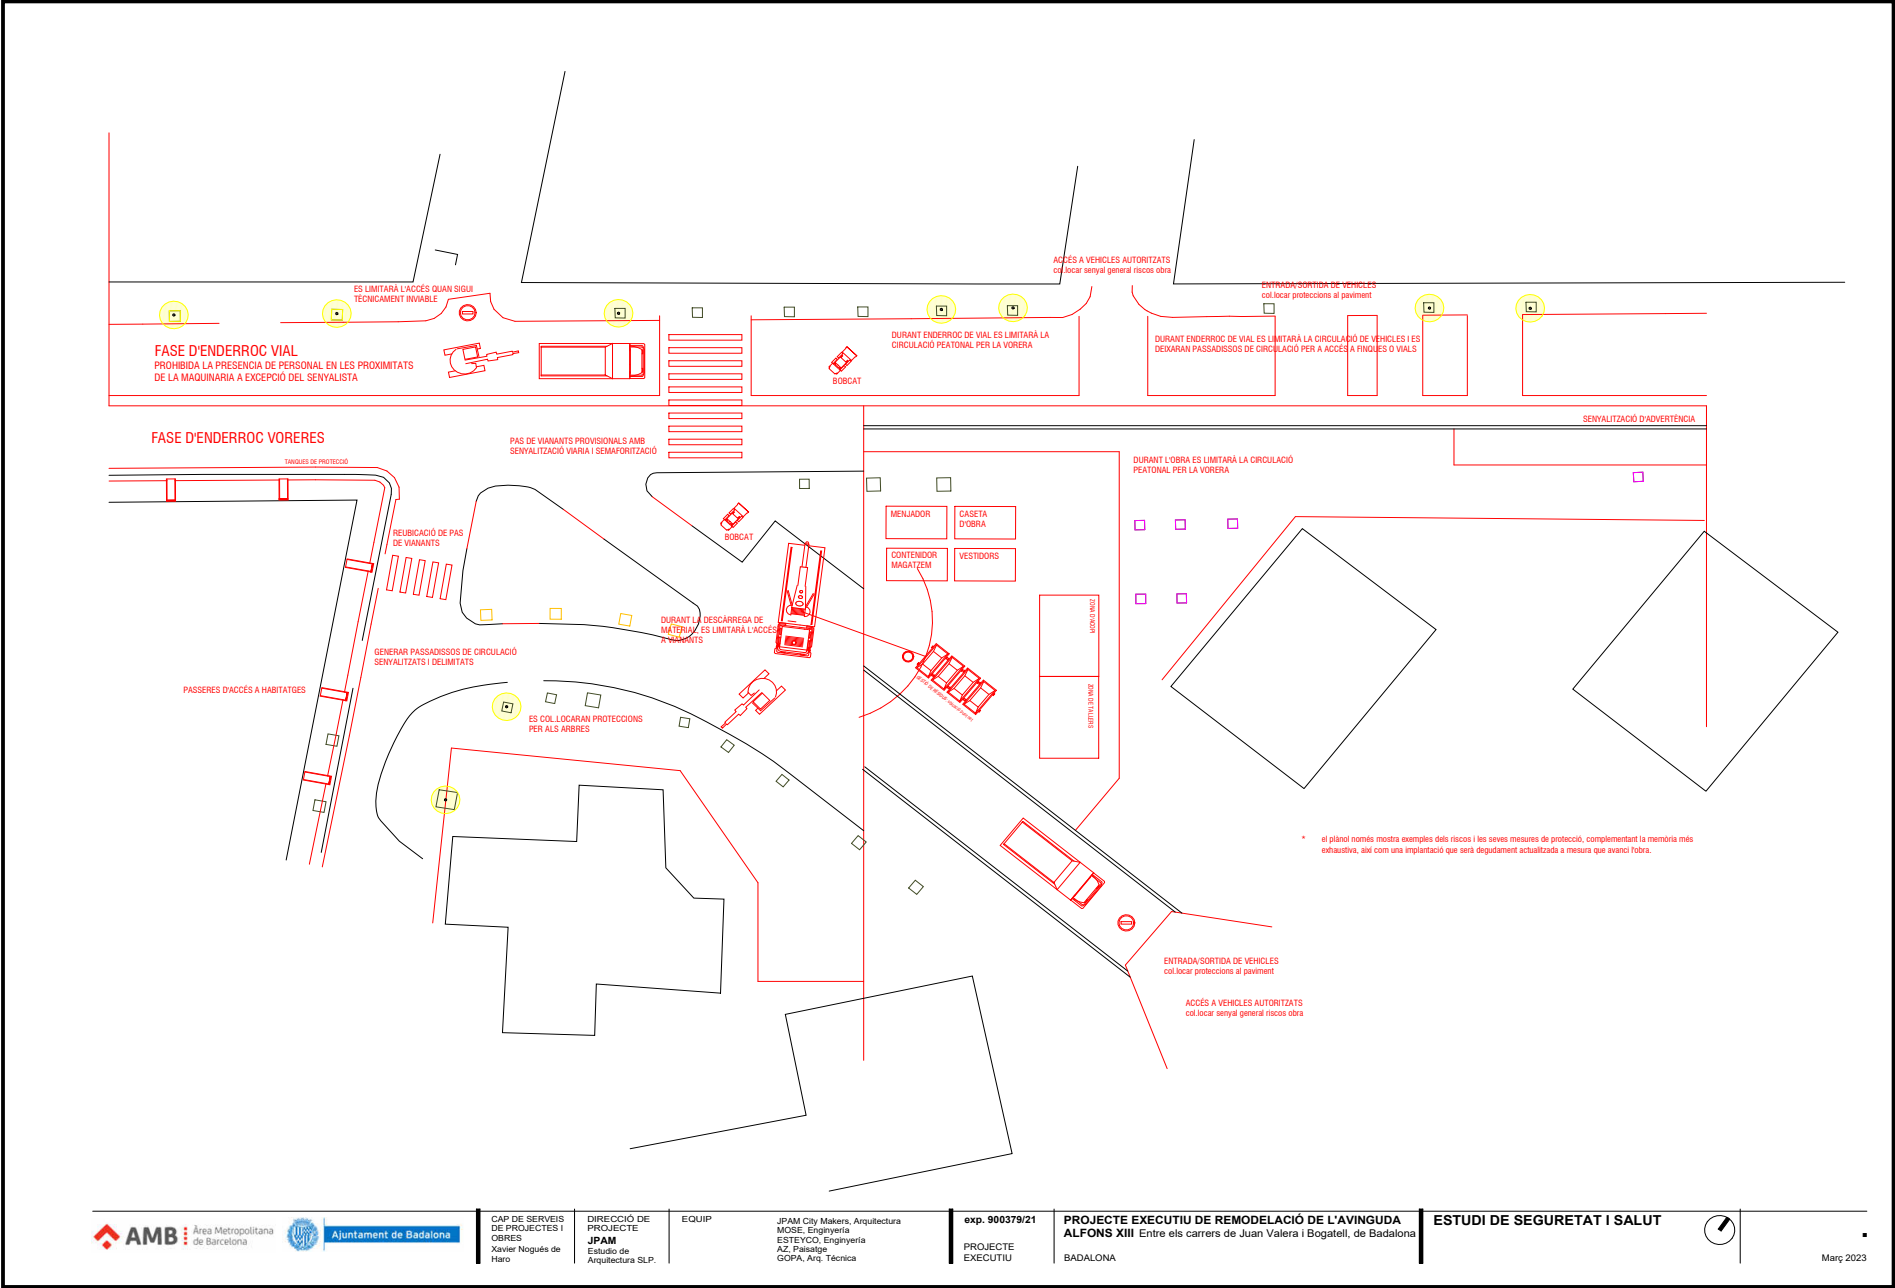 ACCÉS A VEHICLES AUTORITZATS
col.locar senyal general riscos obra
ES LIMITARÀ L'ACCÉS QUAN SIGUI
TÈCNICAMENT INVIABLE
ENTRADA/SORTIDA DE VEHICLES
col.locar proteccions al paviment
FASE D'ENDERROC VIAL
PROHIBIDA LA PRESENCIA DE PERSONAL EN LES PROXIMITATS
DE LA MAQUINARIA A EXCEPCIÓ DEL SENYALISTA
BOBCAT
DURANT ENDERROC DE VIAL ES LIMITARÀ LA
CIRCULACIÓ PEATONAL PER LA VORERA
DURANT ENDERROC DE VIAL ES LIMITARÀ LA CIRCULACIÓ DE VEHICLES I ES
DEIXARAN PASSADISSOS DE CIRCULACIÓ PER A ACCÉS A FINQUES O VIALS
SENYALITZACIÓ D'ADVERTÈNCIA
FASE D'ENDERROC VORERES
TANQUES DE PROTECCIÓ
PAS DE VIANANTS PROVISIONALS AMB
SENYALITZACIÓ VIARIA I SEMAFORITZACIÓ
DURANT L'OBRA ES LIMITARÀ LA CIRCULACIÓ
PEATONAL PER LA VORERA
REUBICACIÓ DE PAS
DE VIANANTS
BOBCAT
MENJADOR
CASETA
D'OBRA
CONTENIDOR
MAGATZEM
VESTIDORS
ZONA D'ACOPI
ZONA DE TALLERS
DURANT LA DESCÀRREGA DE
MATERIAL, ES LIMITARÀ L'ACCÉS
A VIANANTS
GENERAR PASSADISSOS DE CIRCULACIÓ
SENYALITZATS I DELIMITATS
PASSERES D'ACCÉS A HABITATGES
ES COL.LOCARAN PROTECCIONS
PER ALS ARBRES
* el plànol només mostra exemples dels riscos i les seves mesures de protecció, complementant la memòria més
exhaustiva, així com una implantació que serà degudament actualitzada a mesura que avanci l'obra.
ENTRADA/SORTIDA DE VEHICLES
col.locar proteccions al paviment
ACCÉS A VEHICLES AUTORITZATS
col.locar senyal general riscos obra
AMB Àrea Metropolitana
de Barcelona
Ajuntament de Badalona
CAP DE SERVEIS
DE PROJECTES I
OBRES
Xavier Nogués de
Haro
DIRECCIÓ DE
PROJECTE
JPAM
Estudio de
Arquitectura SLP.
EQUIP
JPAM City Makers, Arquitectura
MOSE, Enginyería
ESTEYCO, Enginyería
AZ, Paisatge
GOPA, Arq. Técnica
exp. 900379/21
PROJECTE
EXECUTIU
PROJECTE EXECUTIU DE REMODELACIÓ DE L'AVINGUDA
ALFONS XIII Entre els carrers de Juan Valera i Bogatell, de Badalona
BADALONA
ESTUDI DE SEGURETAT I SALUT
Març 2023